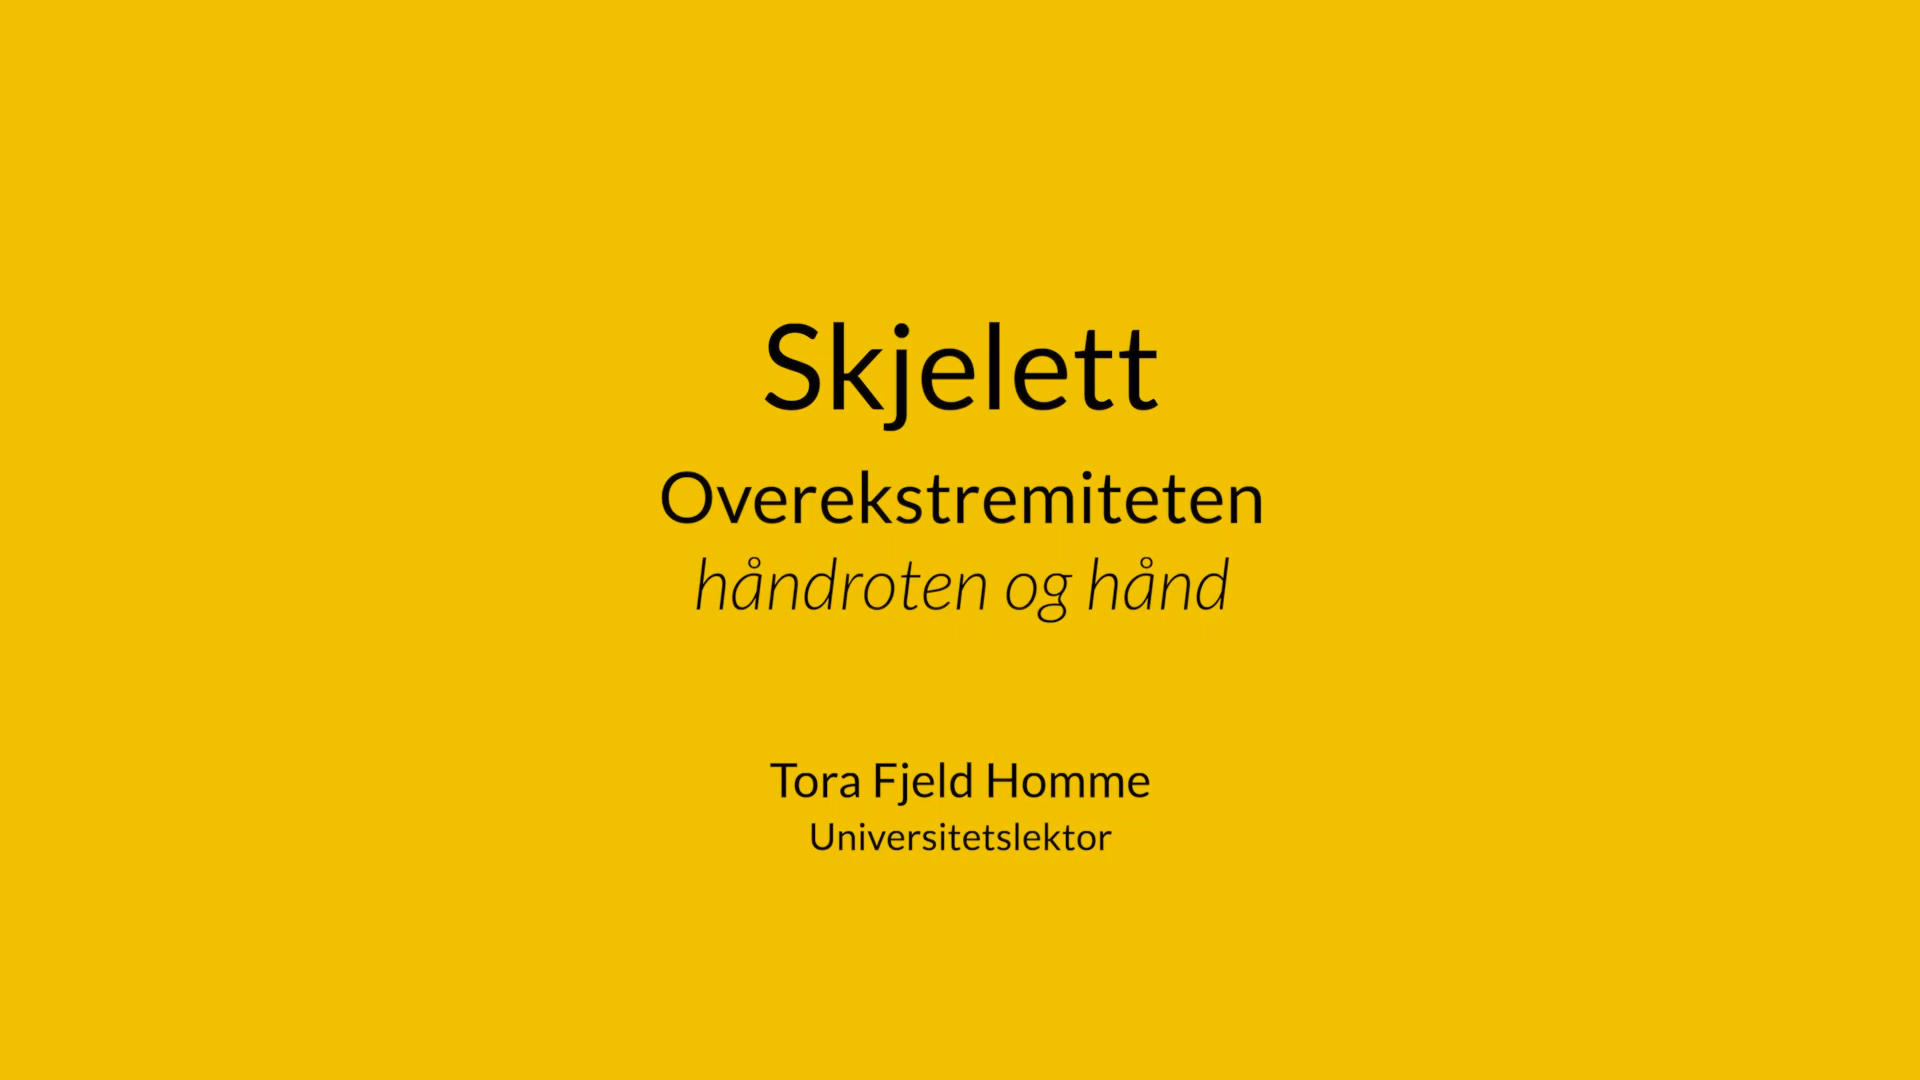 Skjelett
Overekstremiteten
håndroten og hånd
Tora Fjeld Homme
Universitetslektor